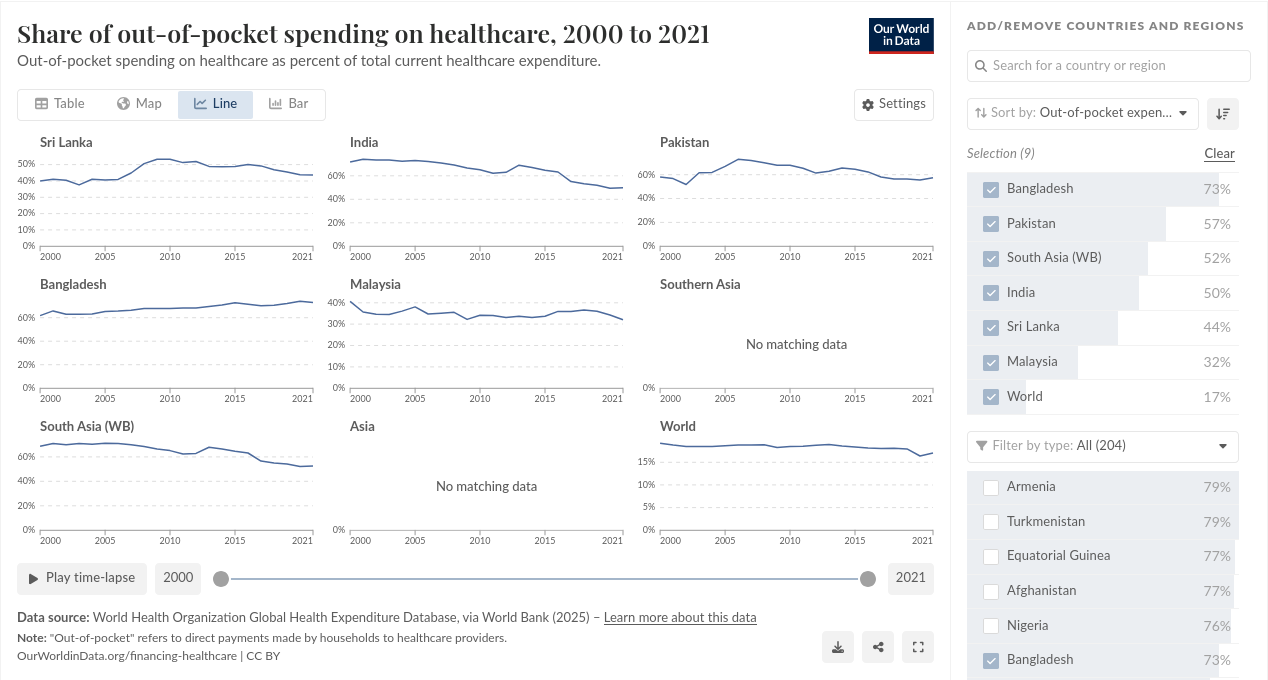 Share of out-of-pocket spending on healthcare, 2000 to 2021
Out-of-pocket spending on healthcare as percent of total current healthcare expenditure.
Our World
in Data
Table
Map
Line
Bar
Settings
Sri Lanka
50%
40%
30%
20%
10%
0%
2000 2005 2010 2015 2021
India
60%
40%
20%
0%
2000 2005 2010 2015 2021
Pakistan
60%
40%
20%
0%
2000 2005 2010 2015 2021
Bangladesh
60%
40%
20%
0%
2000 2005 2010 2015 2021
Malaysia
40%
30%
20%
10%
0%
2000 2005 2010 2015 2021
Southern Asia
No matching data
0%
2000 2005 2010 2015 2021
South Asia (WB)
60%
40%
20%
0%
2000 2005 2010 2015 2021
Asia
No matching data
0%
2000 2005 2010 2015 2021
World
15%
10%
5%
0%
2000 2005 2010 2015 2021
Play time-lapse
2000
2021
Data source: World Health Organization Global Health Expenditure Database, via World Bank (2025) – Learn more about this data
Note: "Out-of-pocket" refers to direct payments made by households to healthcare providers.
OurWorldinData.org/financing-healthcare | CC BY
ADD/REMOVE COUNTRIES AND REGIONS
Search for a country or region
Sort by: Out-of-pocket expen...
Selection (9) Clear
Bangladesh 73%
Pakistan 57%
South Asia (WB) 52%
India 50%
Sri Lanka 44%
Malaysia 32%
World 17%
Filter by type: All (204)
Armenia 79%
Turkmenistan 79%
Equatorial Guinea 77%
Afghanistan 77%
Nigeria 76%
Bangladesh 73%